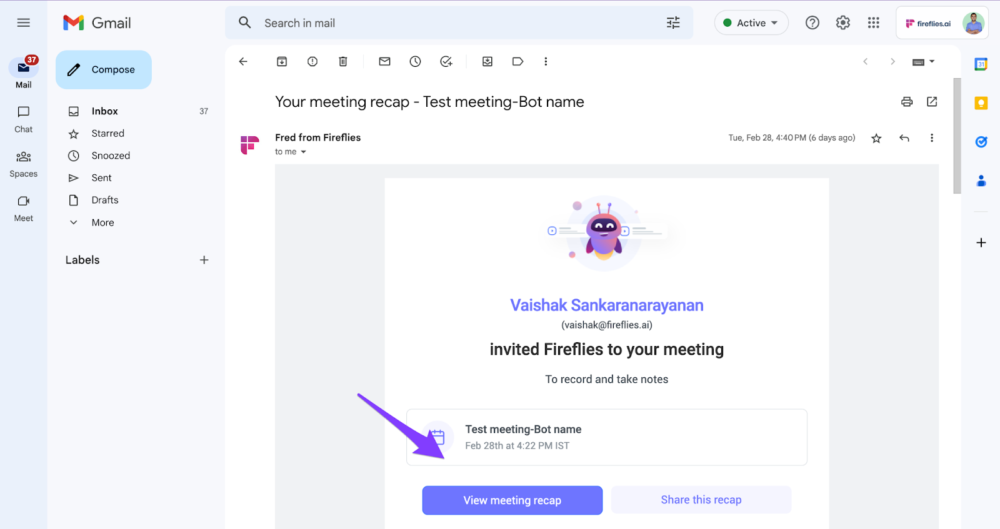 Gmail
Search in mail
Active
fireflies.ai
37
Mail
Compose
Chat
Spaces
Meet
Inbox 37
Starred
Snoozed
Sent
Drafts
More
Labels
31
Your meeting recap - Test meeting-Bot name
Fred from Fireflies
Tue, Feb 28, 4:40 PM (6 days ago)
to me
Vaishak Sankaranarayanan
(vaishak@fireflies.ai)
invited Fireflies to your meeting
To record and take notes
Test meeting-Bot name
Feb 28th at 4:22 PM IST
View meeting recap
Share this recap